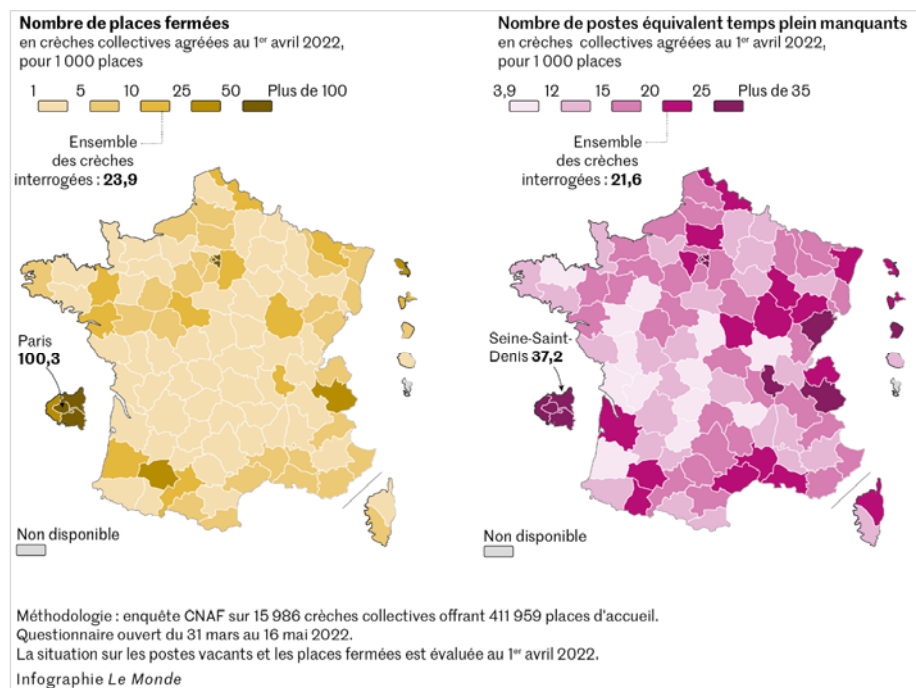 Nombre de places fermées
en crèches collectives agréées au 1er avril 2022,
pour 1 000 places
1 5 10 25 50 Plus de 100
Ensemble
des crèches
interrogées : 23,9
Paris
100,3
Non disponible
Nombre de postes équivalent temps plein manquants
en crèches collectives agréées au 1er avril 2022,
pour 1 000 places
3,9 12 15 20 25 Plus de 35
Ensemble
des crèches
interrogées : 21,6
Seine-Saint-
Denis 37,2
Non disponible
Méthodologie : enquête CNAF sur 15 986 crèches collectives offrant 411 959 places d'accueil.
Questionnaire ouvert du 31 mars au 16 mai 2022.
La situation sur les postes vacants et les places fermées est évaluée au 1er avril 2022.
Infographie Le Monde